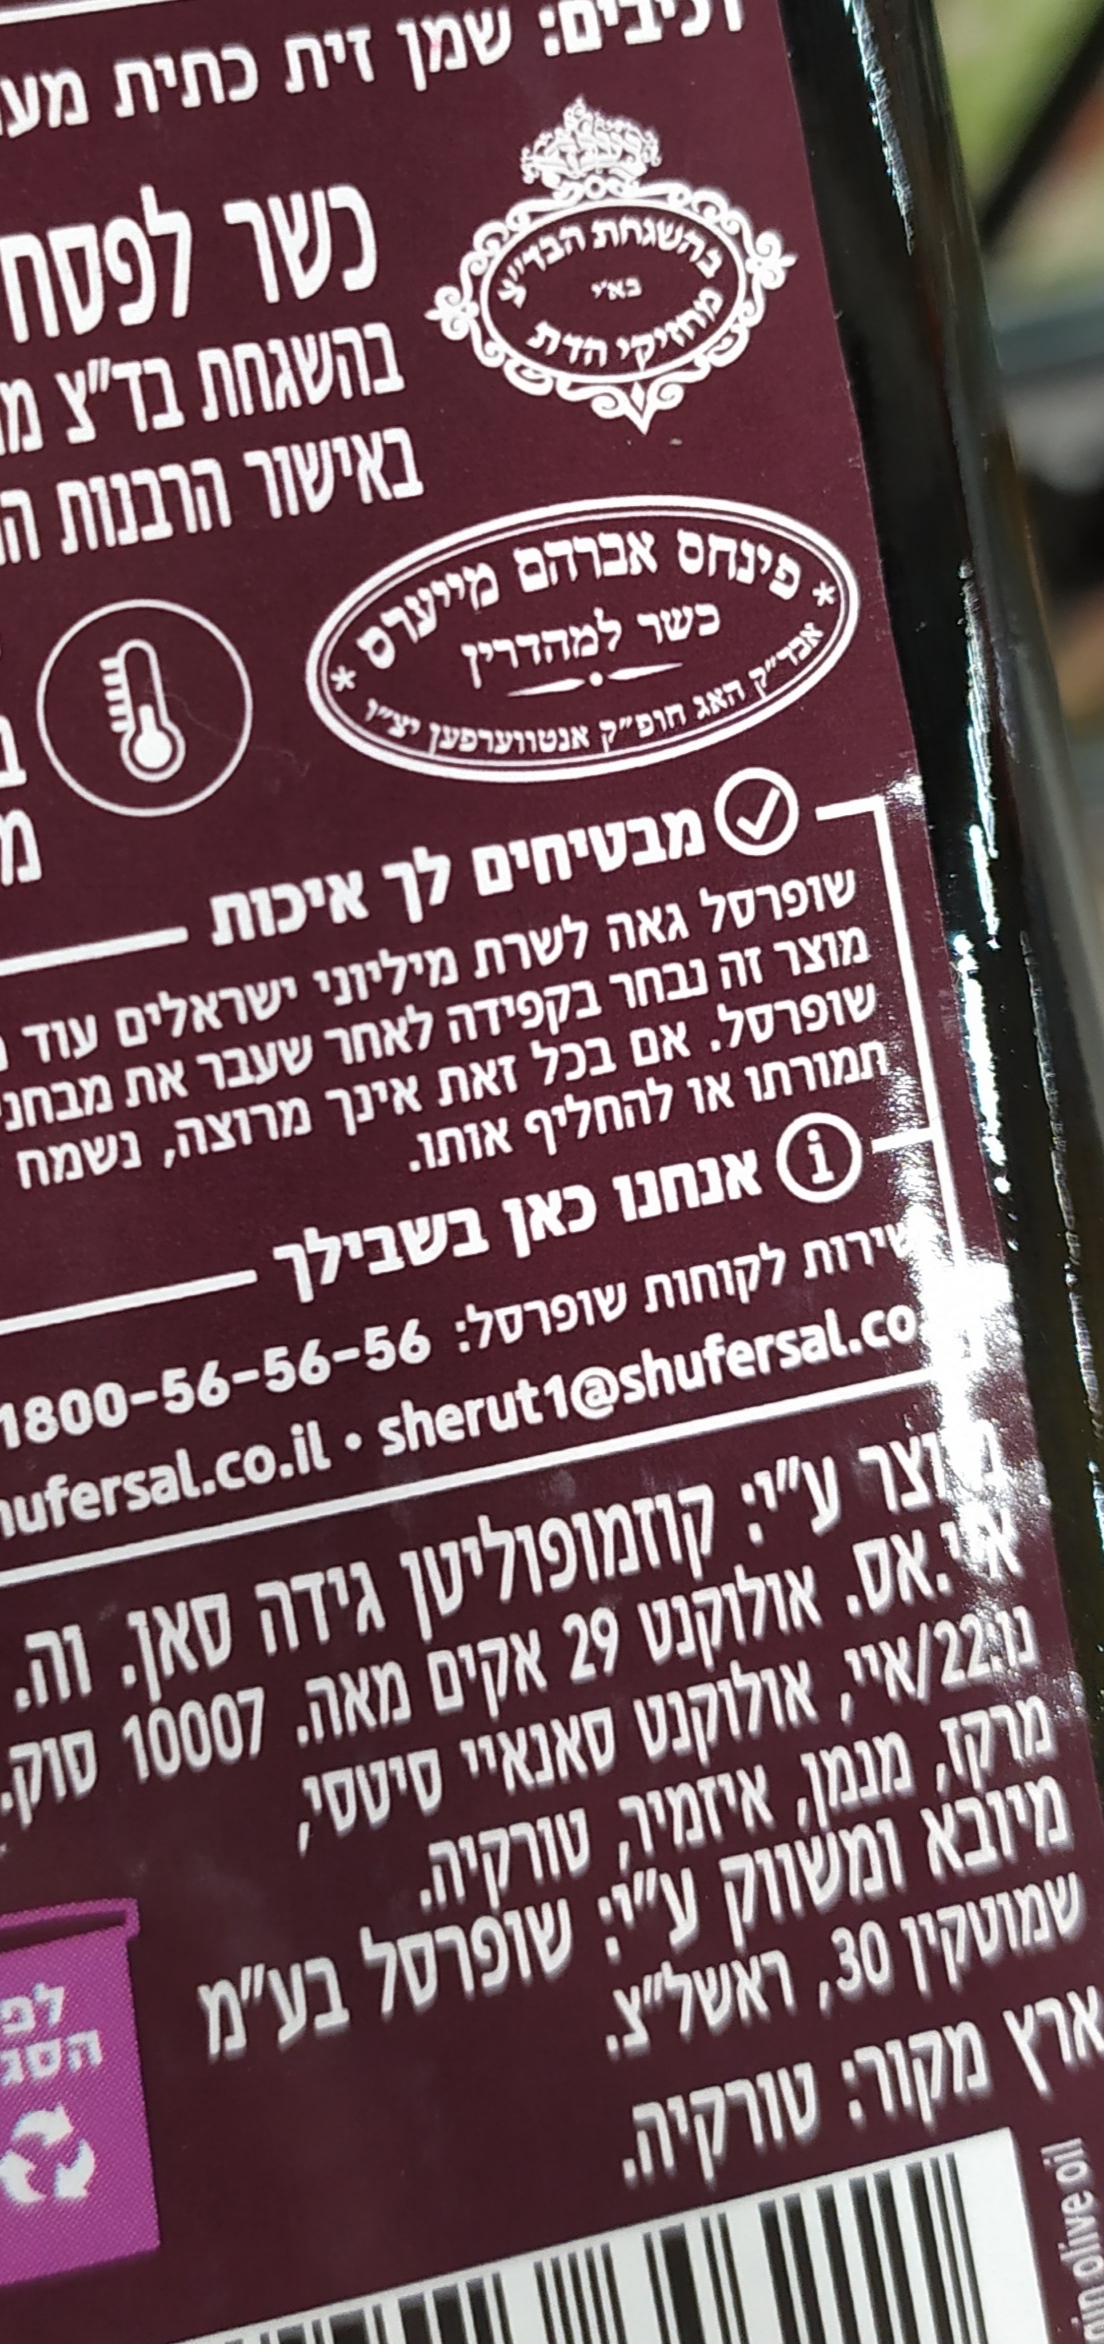 רכיבים: שמן זית כתית
בהשגחת הבד"ץ
בא"י
מחזיקי הדת
כשר לפסח
בהשגחת בד"צ
באישור הרבנות
* פינחס אברהם מייערס *
כשר למהדרין
אבד"ק האג חופ"ק אנטווערפען יצ"ו
מבטיחים לך איכות
שופרסל גאה לשרת מיליוני ישראלים עוד
מוצר זה נבחר בקפידה לאחר שעבר את מבחני
שופרסל. אם בכל זאת אינך מרוצה, נשמח
תמורתו או להחליף אותו.
אנחנו כאן בשבילך
שירות לקוחות שופרסל: 1800-56-56-56
hufersal.co.il • sherut1@shufersal.co
מיוצר ע"י: קוזמופוליטן גידה סאן. וה.
איי.אס. אולוקנט 29 אקים מאה. 10007 סוק.
נו:22/איי, אולוקנט סאנאיי סיטסי,
מרקז, מנמן, איזמיר, טורקיה.
מיובא ומשווק ע"י: שופרסל בע"מ
שמוטקין 30, ראשל"צ.
ארץ מקור: טורקיה.
olive oil